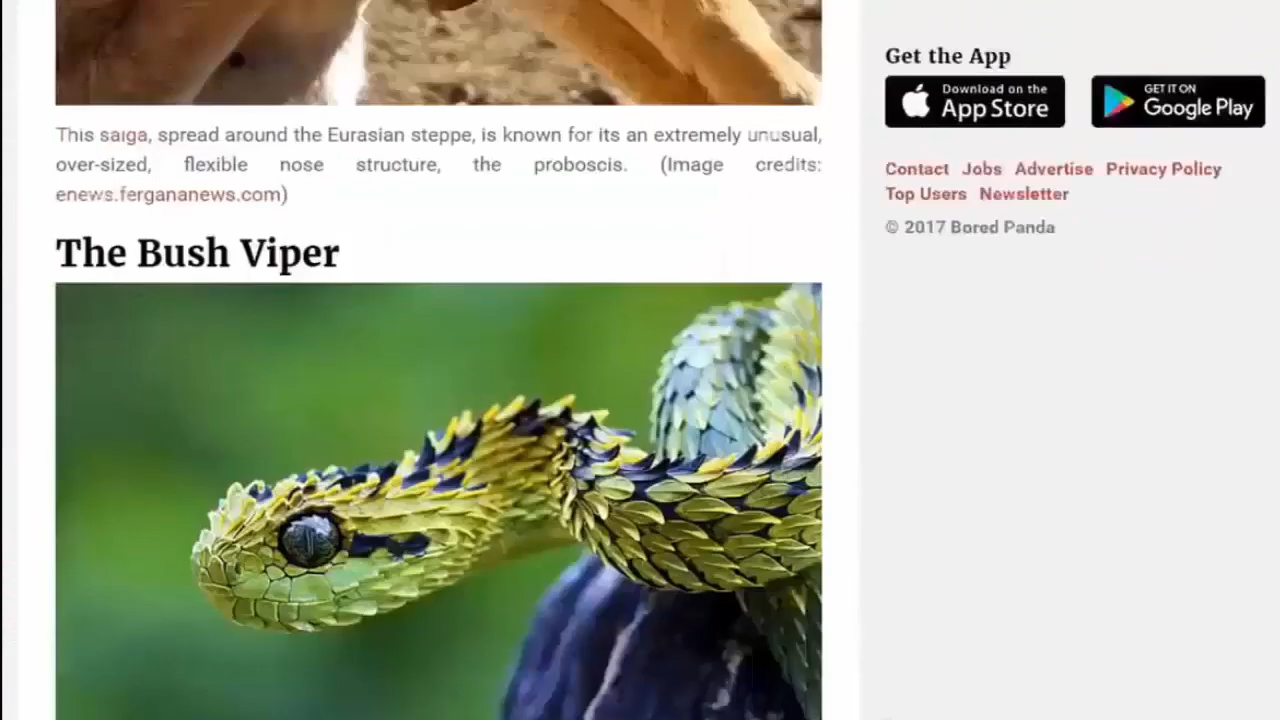 This saiga, spread around the Eurasian steppe, is known for its an extremely unusual,
over-sized, flexible nose structure, the proboscis. (Image credits:
enews.fergananews.com)
The Bush Viper
Get the App
Download on the
App Store
GET IT ON
Google Play
Contact Jobs Advertise Privacy Policy
Top Users Newsletter
© 2017 Bored Panda